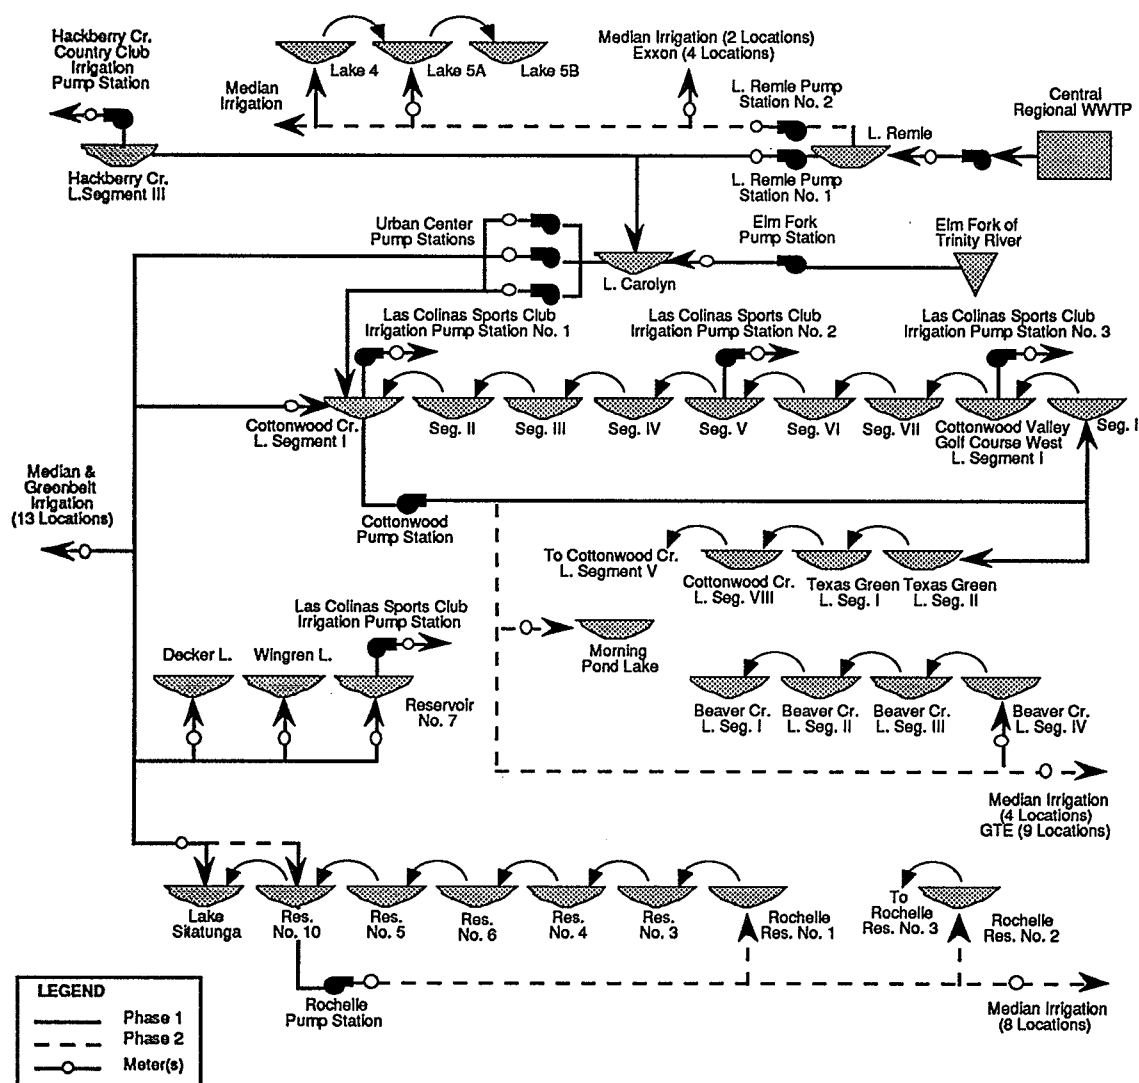 Hackberry Cr.
Country Club
Irrigation
Pump Station
Lake 4
Lake 5A
Lake 5B
Median
Irrigation
Median Irrigation (2 Locations)
Exxon (4 Locations)
L. Remle Pump
Station No. 2
L. Remle
Central
Regional WWTP
Hackberry Cr.
L.Segment III
L. Remle Pump
Station No. 1
Urban Center
Pump Stations
Elm Fork
Pump Station
Elm Fork of
Trinity River
L. Carolyn
Las Colinas Sports Club
Irrigation Pump Station No. 1
Las Colinas Sports Club
Irrigation Pump Station No. 2
Las Colinas Sports Club
Irrigation Pump Station No. 3
Cottonwood Cr.
L. Segment I
Seg. II
Seg. III
Seg. IV
Seg. V
Seg. VI
Seg. VII
Cottonwood Valley
Golf Course West
L. Segment I
Seg. I
Median &
Greenbelt
Irrigation
(13 Locations)
Cottonwood
Pump Station
To Cottonwood Cr.
L. Segment V
Cottonwood Cr.
L. Seg. VIII
Texas Green
L. Seg. I
Texas Green
L. Seg. II
Las Colinas Sports Club
Irrigation Pump Station
Decker L.
Wingren L.
Reservoir
No. 7
Morning
Pond Lake
Beaver Cr.
L. Seg. I
Beaver Cr.
L. Seg. II
Beaver Cr.
L. Seg. III
Beaver Cr.
L. Seg. IV
Median Irrigation
(4 Locations)
GTE (9 Locations)
Lake
Sitatunga
Res.
No. 10
Res.
No. 5
Res.
No. 6
Res.
No. 4
Res.
No. 3
Rochelle
Res. No. 1
To
Rochelle
Res. No. 3
Rochelle
Res. No. 2
Rochelle
Pump Station
Median Irrigation
(8 Locations)
LEGEND
Phase 1
Phase 2
Meter(s)